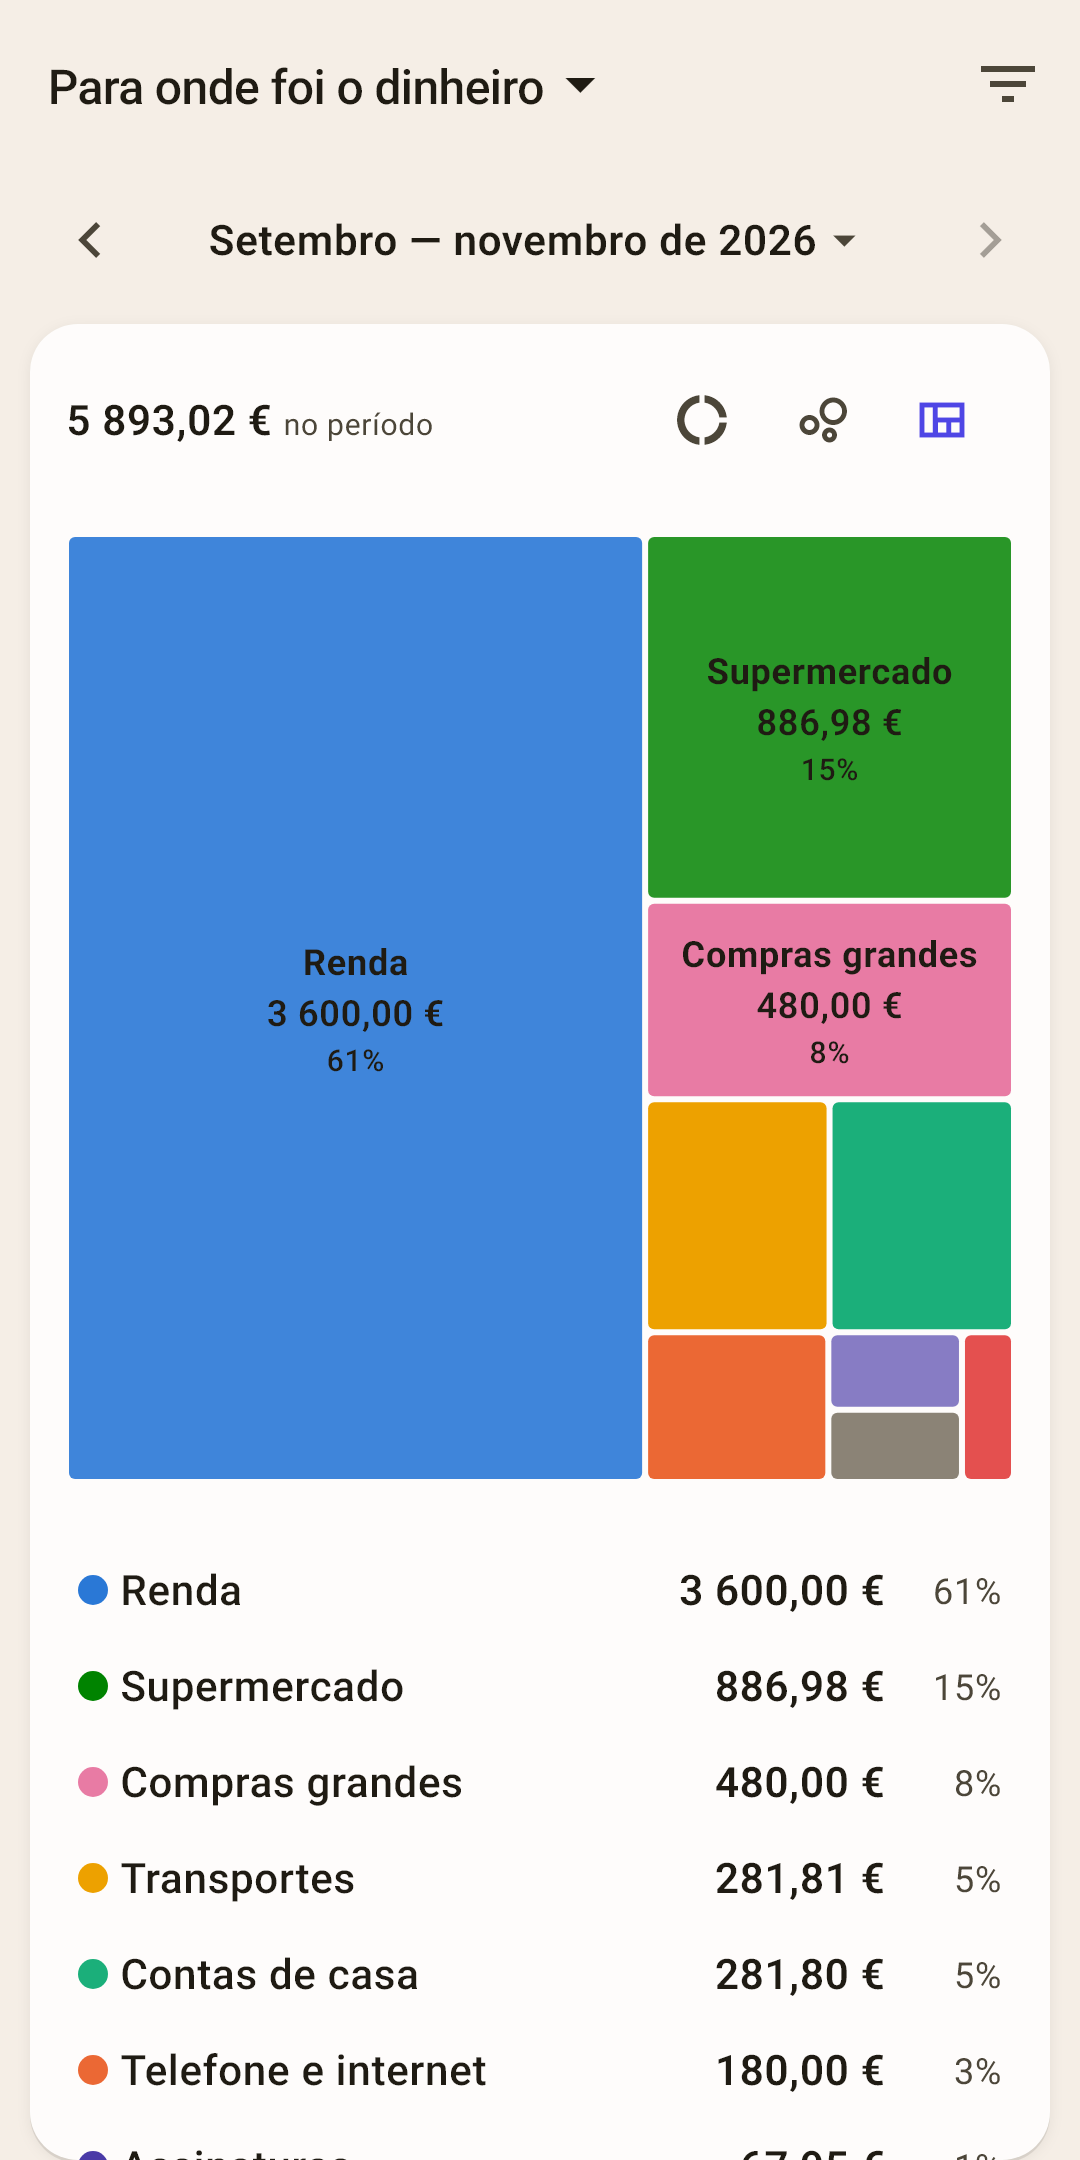 Para onde foi o dinheiro
Setembro — novembro de 2026
5 893,02 € no período
Supermercado
886,98 €
15%
Compras grandes
480,00 €
8%
Renda
3 600,00 €
61%
Renda 3 600,00 € 61%
Supermercado 886,98 € 15%
Compras grandes 480,00 € 8%
Transportes 281,81 € 5%
Contas de casa 281,80 € 5%
Telefone e internet 180,00 € 3%